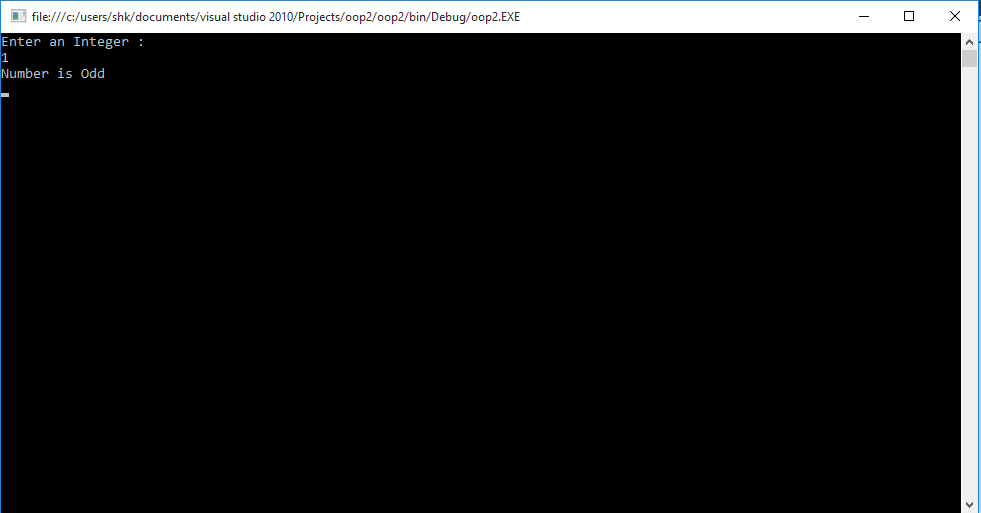 file:///c:/users/shk/documents/visual studio 2010/Projects/oop2/oop2/bin/Debug/oop2.EXE
Enter an Integer :
1
Number is Odd